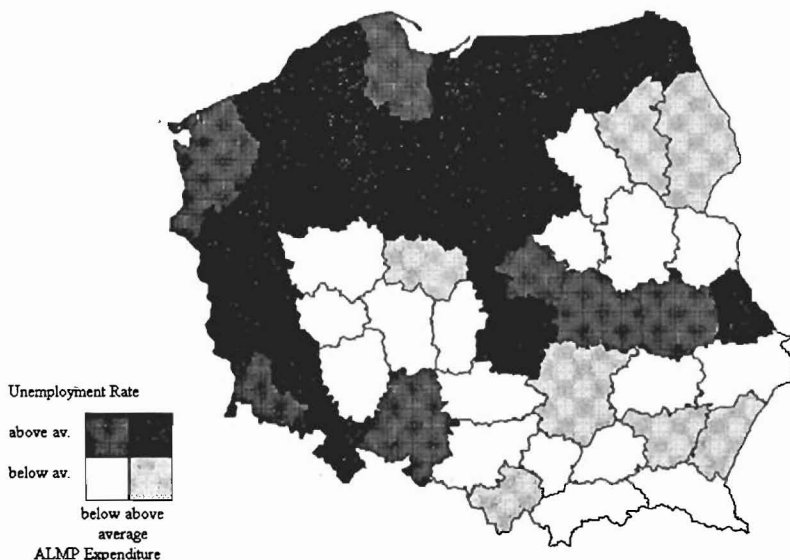 Unemployment Rate
above av.
below av.
below above
average
ALMP Expenditure